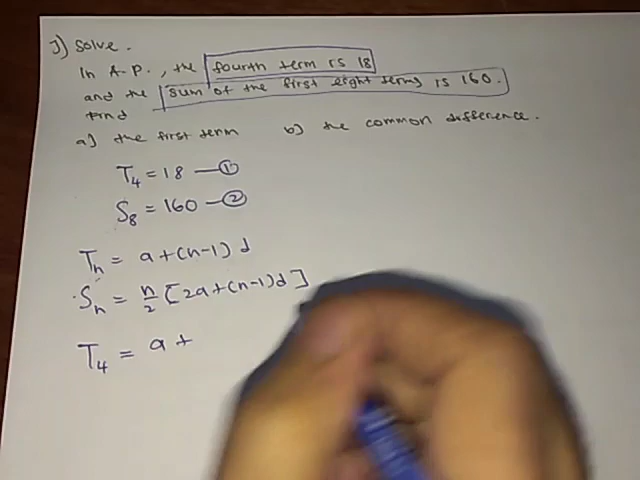 J) Solve.
In A.P., the fourth term is 18
and the sum of the first eight terms is 160.
Find
a) the first term b) the common difference.
T₄ = 18 — ①
S₈ = 160 — ②
Tₙ = a + (n-1) d
Sₙ = n/2 [2a + (n-1)d]
T₄ = a +